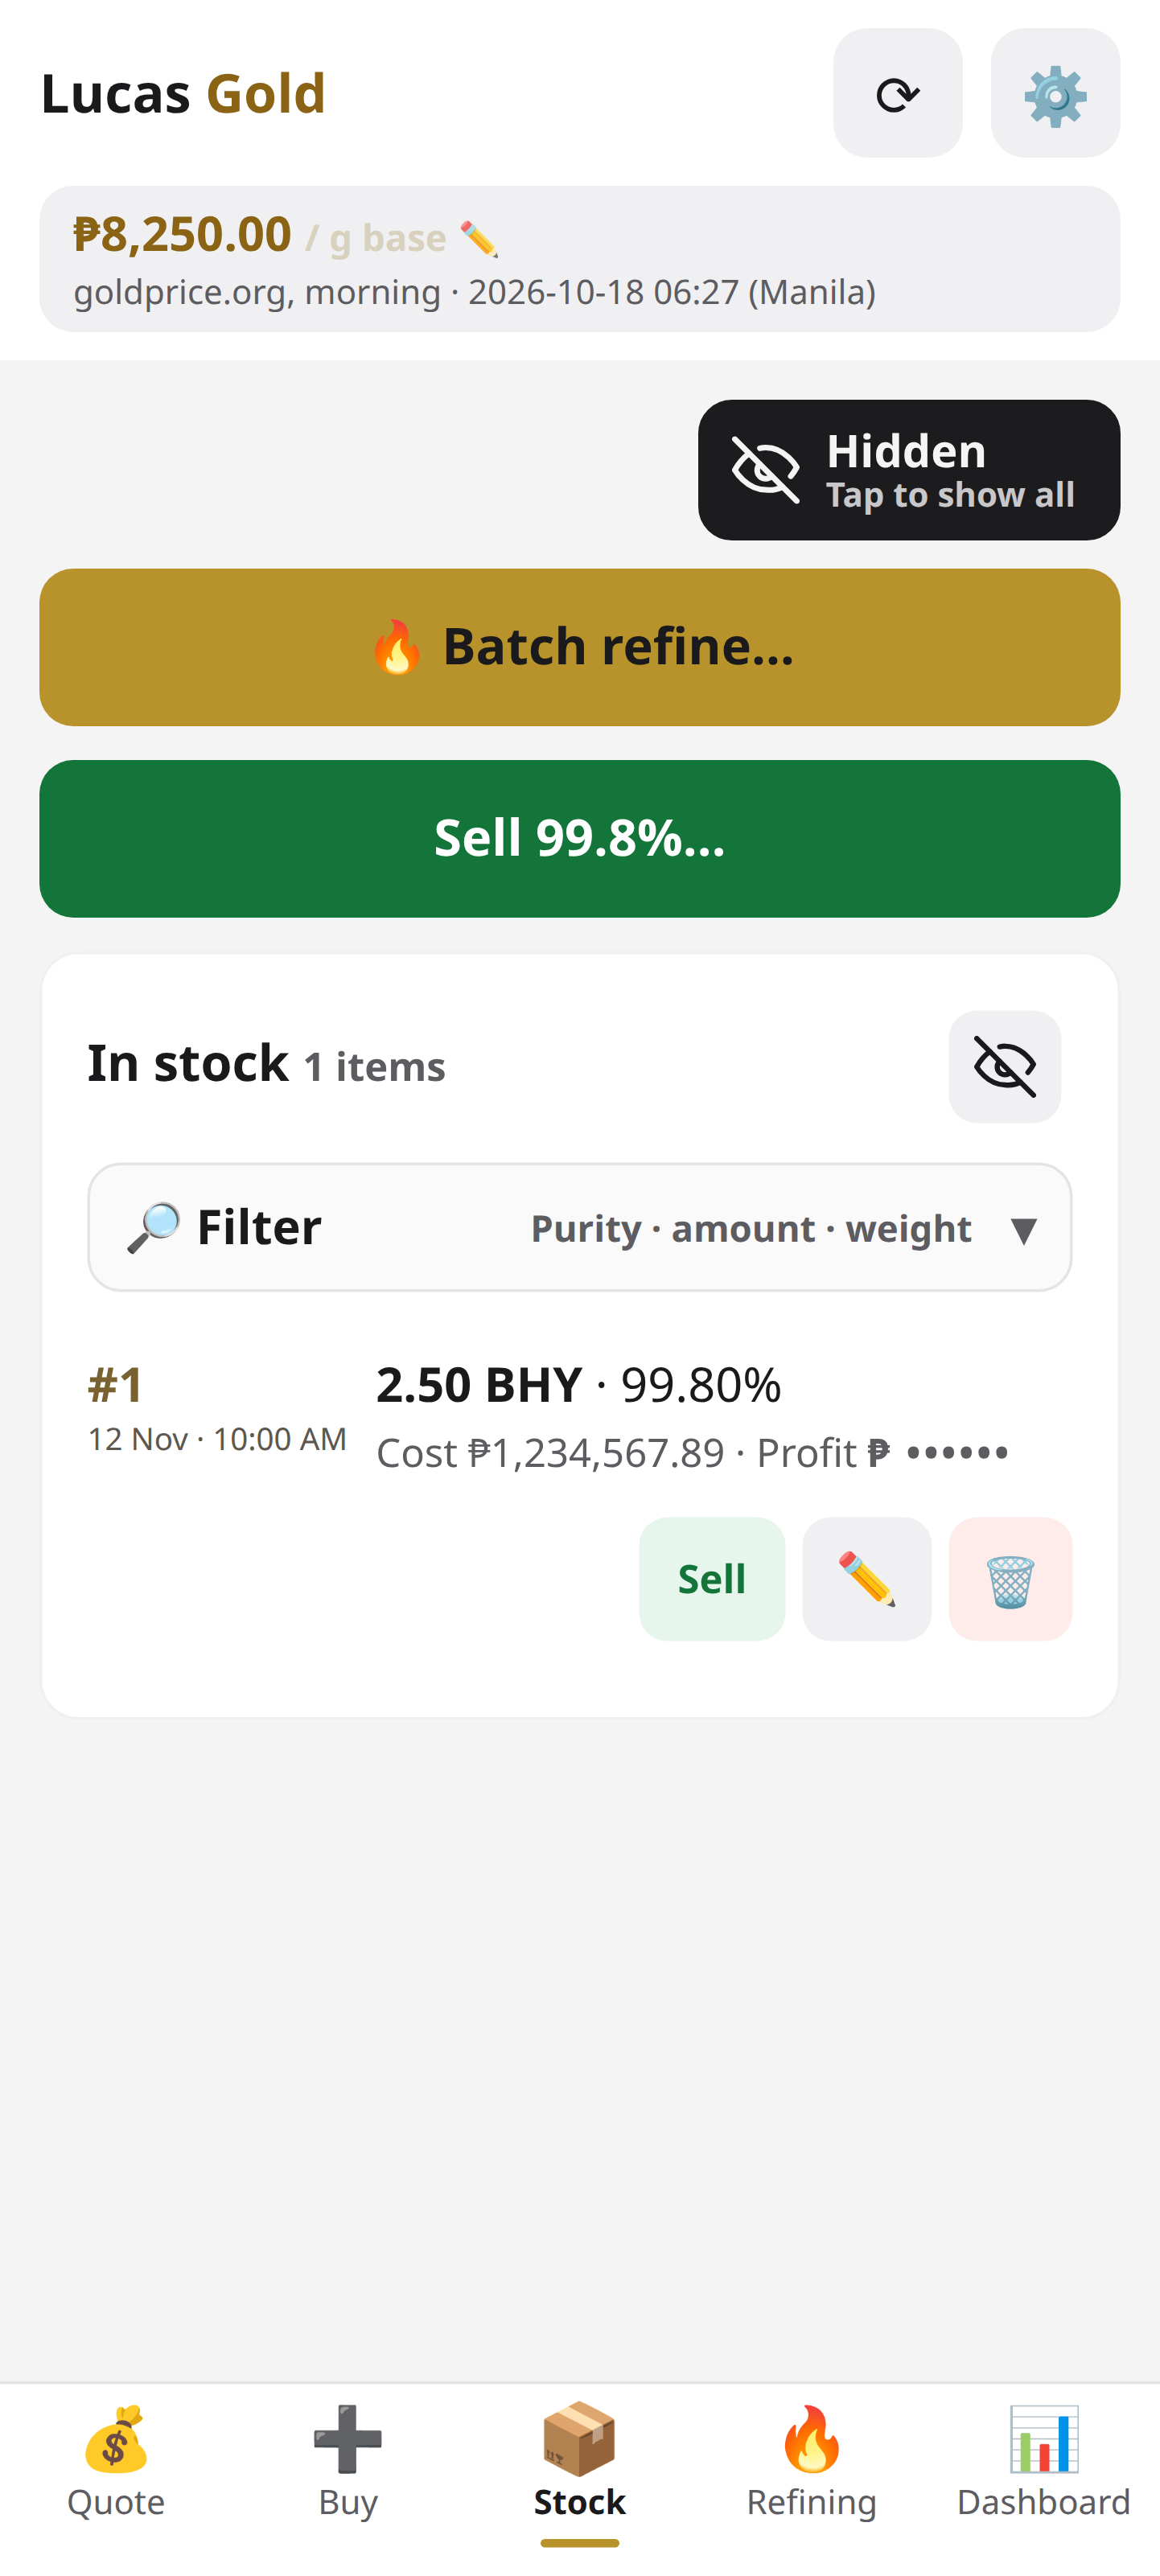 Lucas Gold
₱8,250.00 / g base
goldprice.org, morning · 2026-10-18 06:27 (Manila)
Hidden
Tap to show all
Batch refine...
Sell 99.8%...
In stock 1 items
Filter Purity · amount · weight ▼
#1 2.50 BHY · 99.80%
12 Nov · 10:00 AM Cost ₱1,234,567.89 · Profit ₱ ••••••
Sell
Quote Buy Stock Refining Dashboard